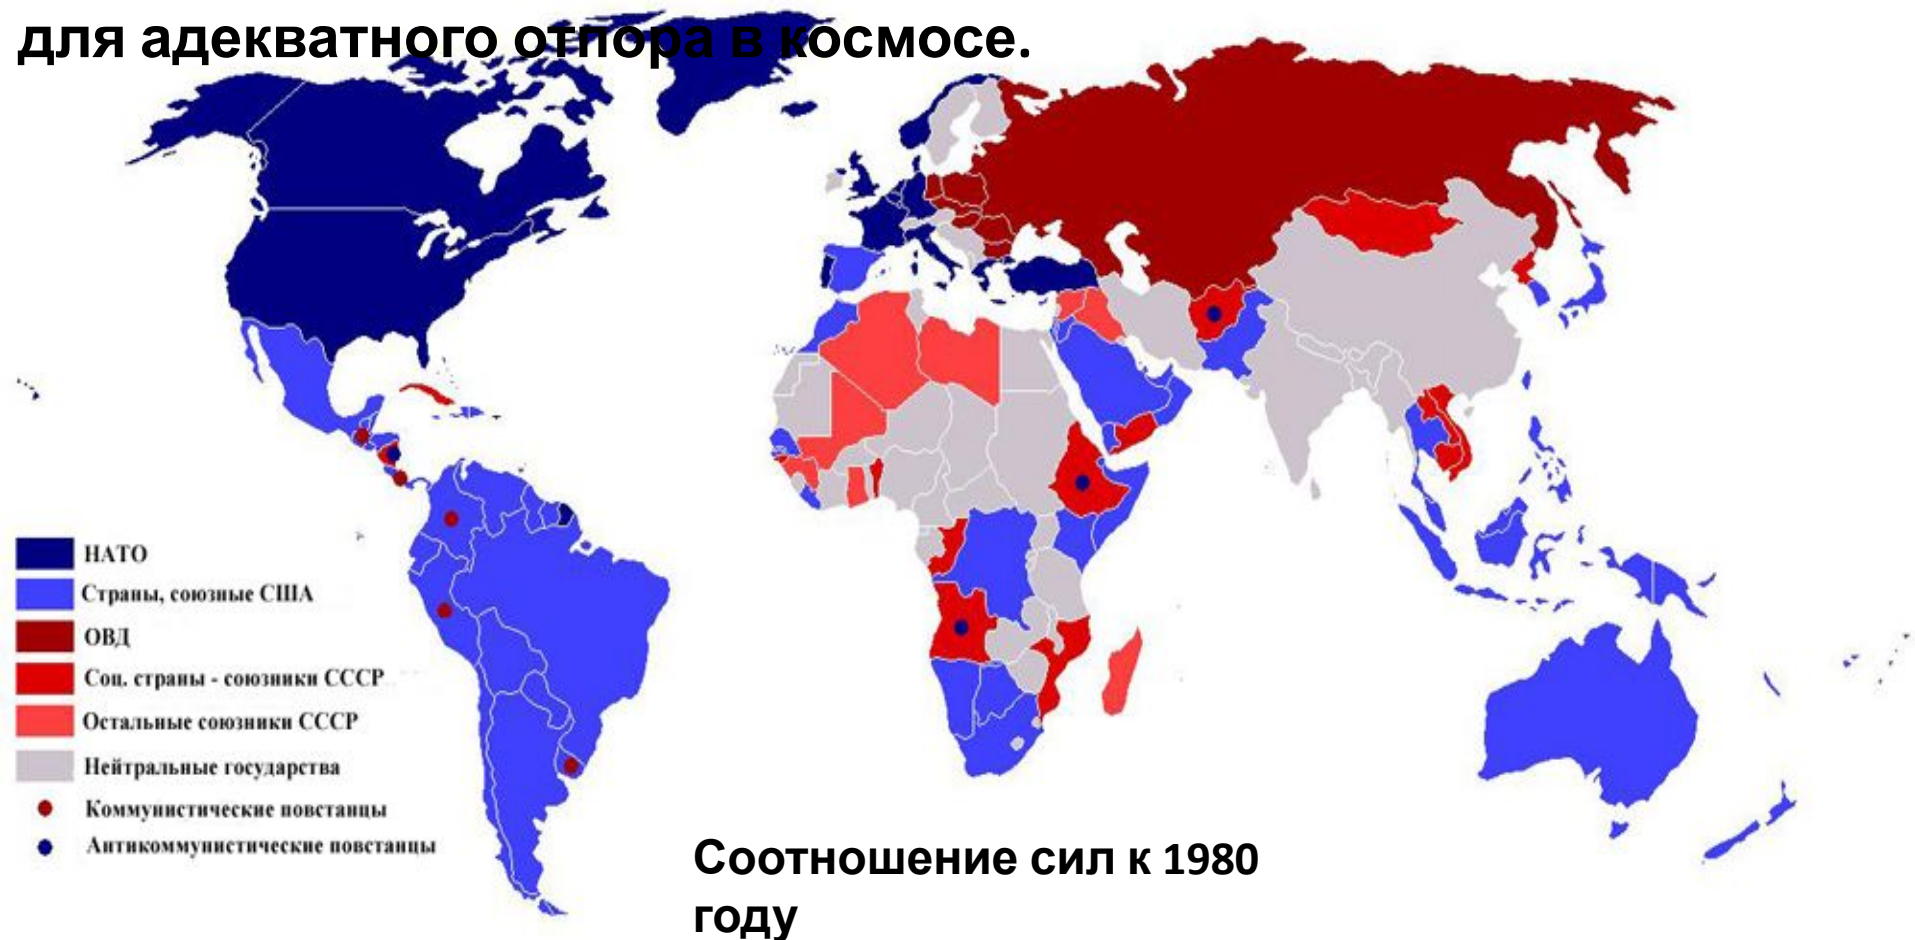 для адекватного отпора в космосе.
НАТО
Страны, союзные США
ОВД
Соц. страны - союзники СССР
Остальные союзники СССР
Нейтральные государства
Коммунистические повстанцы
Антикоммунистические повстанцы
Соотношение сил к 1980
году